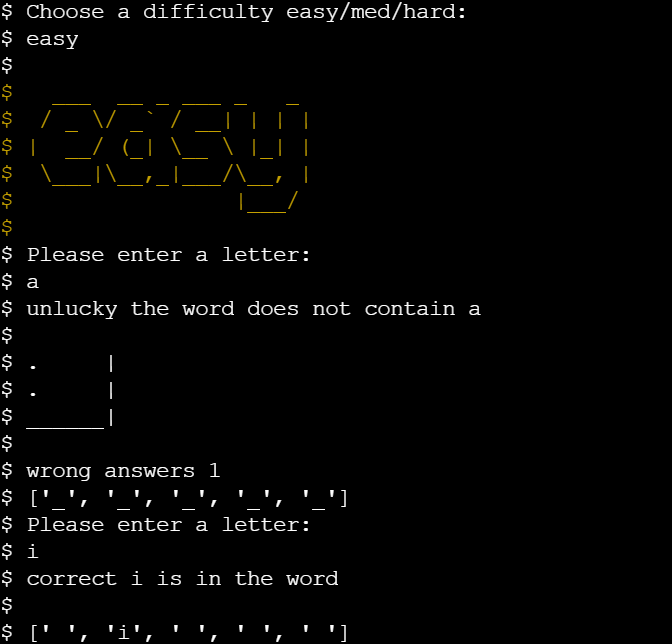 $ Choose a difficulty easy/med/hard:
$ easy
$
$   ___  __ _ ___ _   _
$  / _ \/ _` / __| | | |
$ |  __/ (_| \__ \ |_| |
$  \___|\__,_|___/\__, |
$                 |___/
$
$ Please enter a letter:
$ a
$ unlucky the word does not contain a
$
$ .     |
$ .     |
$ ______|
$
$ wrong answers 1
$ ['_', '_', '_', '_', '_']
$ Please enter a letter:
$ i
$ correct i is in the word
$
$ [' ', 'i', ' ', ' ', ' ']